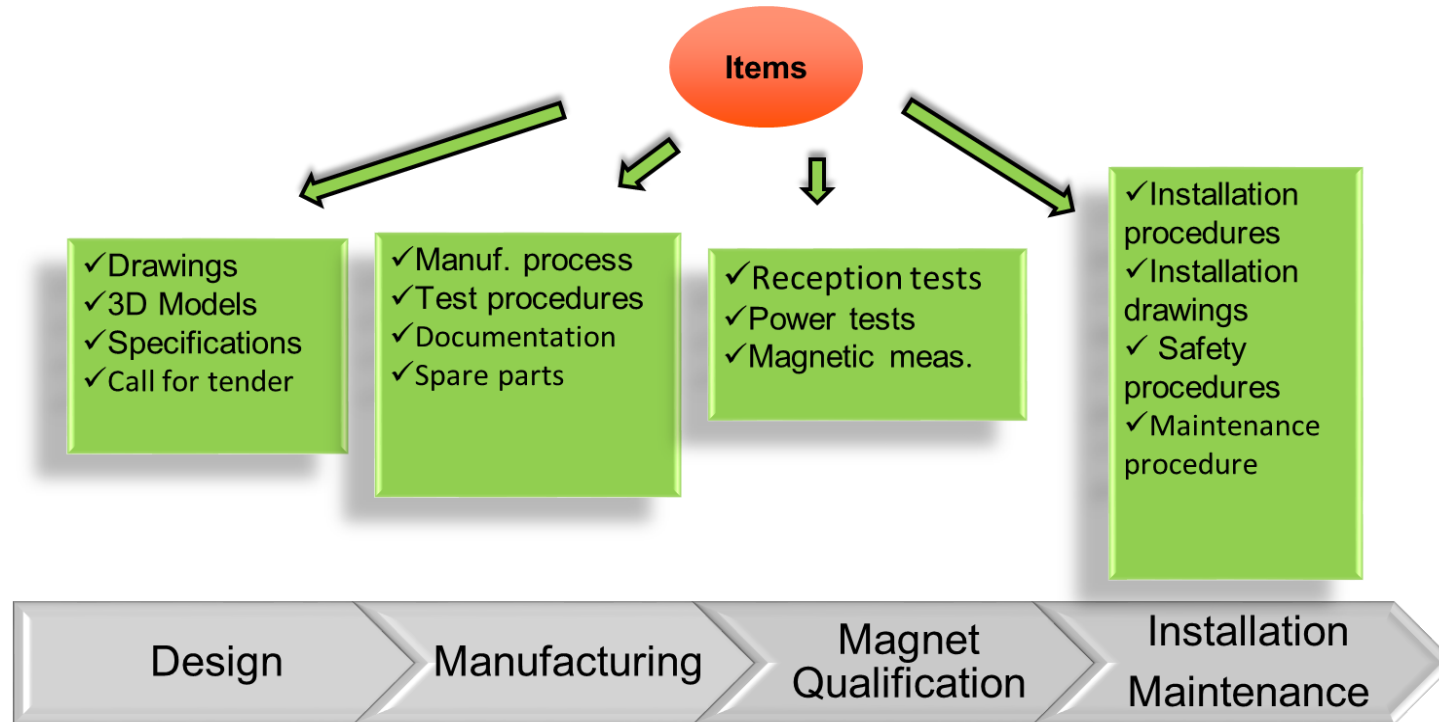 Items
✓Drawings
✓3D Models
✓Specifications
✓Call for tender
✓Manuf. process
✓Test procedures
✓Documentation
✓Spare parts
✓Reception tests
✓Power tests
✓Magnetic meas.
✓Installation
procedures
✓Installation
drawings
✓ Safety
procedures
✓Maintenance
procedure
Design
Manufacturing
Magnet
Qualification
Installation
Maintenance